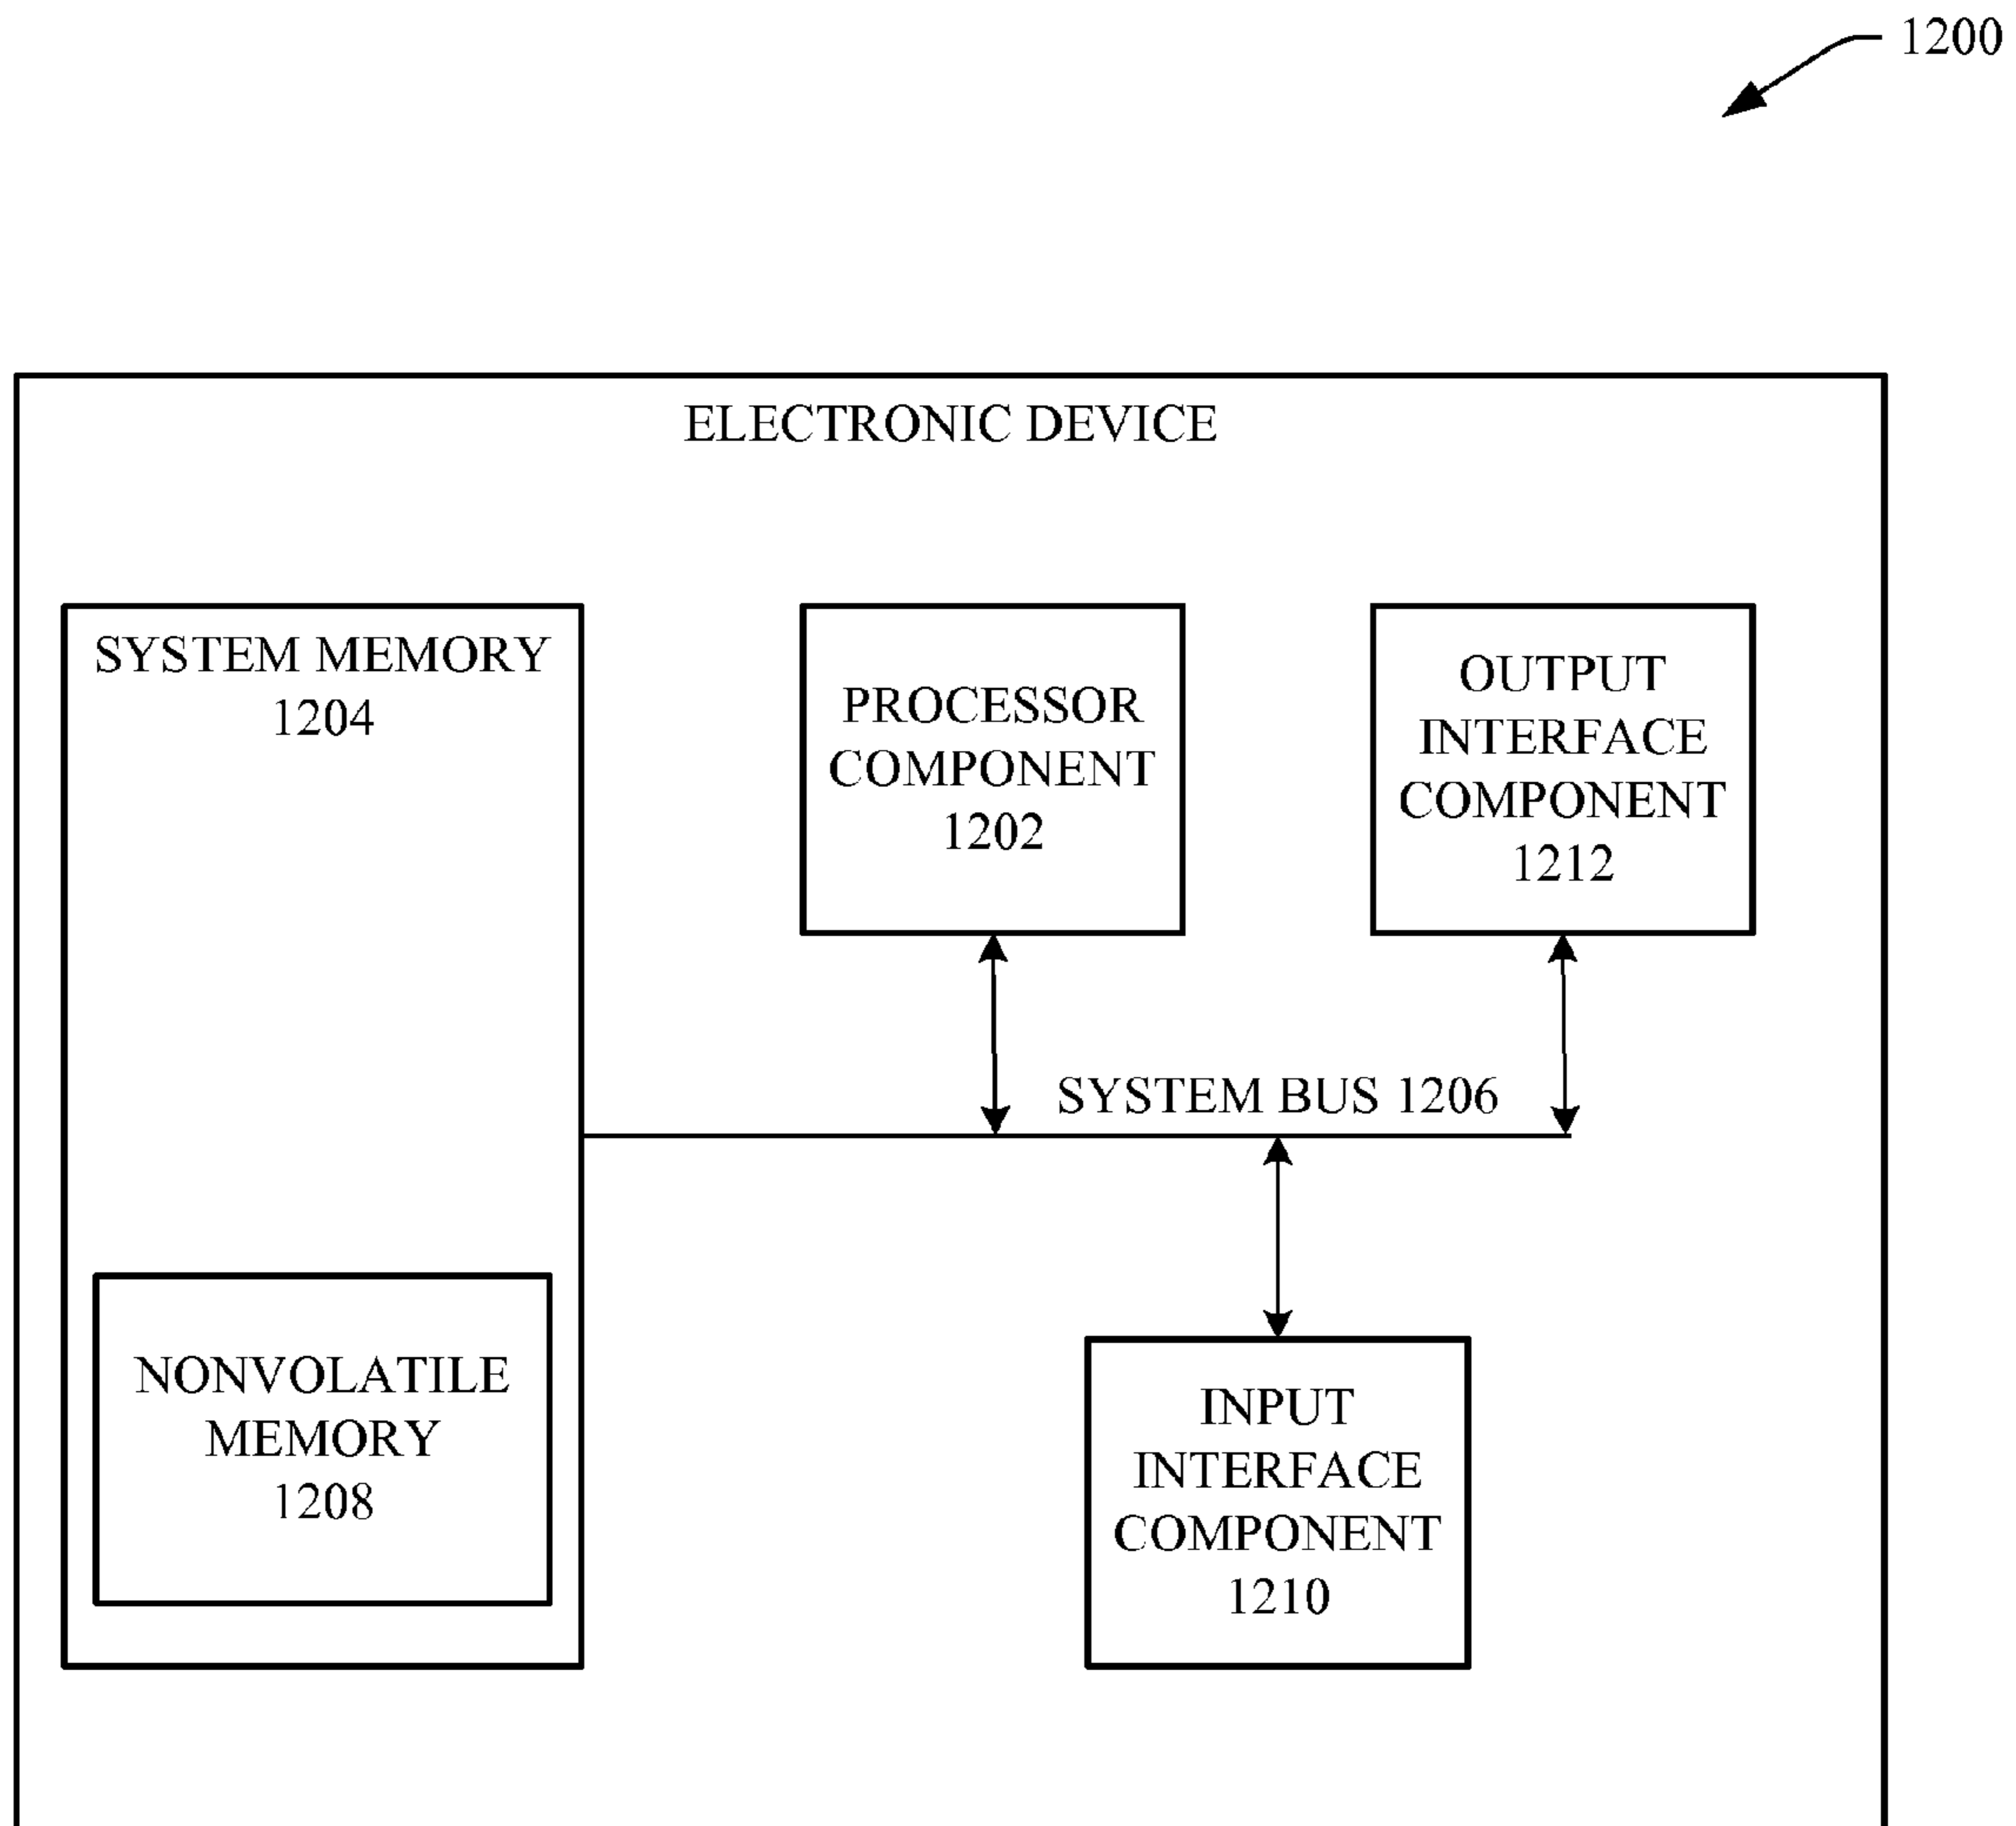 1200
ELECTRONIC DEVICE
SYSTEM MEMORY
1204
PROCESSOR
COMPONENT
1202
OUTPUT
INTERFACE
COMPONENT
1212
SYSTEM BUS 1206
NONVOLATILE
MEMORY
1208
INPUT
INTERFACE
COMPONENT
1210